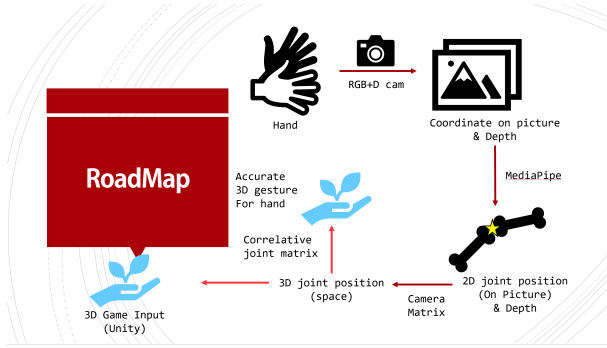 RoadMap
Hand
RGB+D cam
Coordinate on picture
& Depth
MediaPipe
2D joint position
(On Picture)
& Depth
Camera
Matrix
3D joint position
(space)
Correlative
joint matrix
Accurate
3D gesture
For hand
3D Game Input
(Unity)